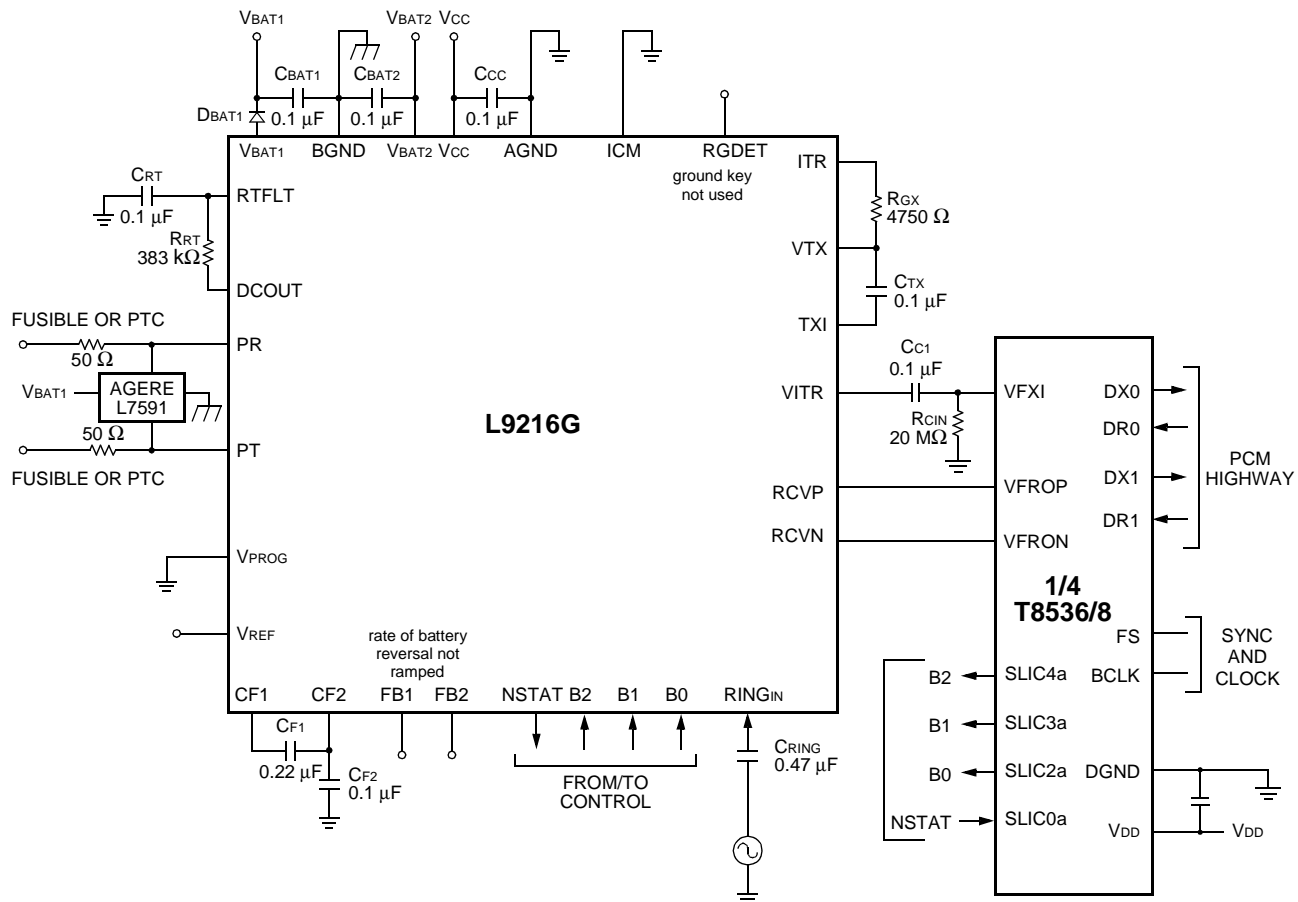 VBAT1
VBAT2
VCC
CBAT1
0.1 μF
CBAT2
0.1 μF
CCC
0.1 μF
DBAT1
VBAT1
BGND
VBAT2
VCC
AGND
ICM
RGDET
ground key
not used
CRT
0.1 μF
RRT
383 kΩ
RTFLT
DCOUT
FUSIBLE OR PTC
50 Ω
PR
VBAT1
AGERE
L7591
50 Ω
PT
FUSIBLE OR PTC
VPROG
VREF
L9216G
ITR
RGX
4750 Ω
VTX
CTX
0.1 μF
TXI
VITR
CC1
0.1 μF
RCIN
20 MΩ
RCVP
RCVN
rate of battery
reversal not
ramped
CF1
CF2
FB1
FB2
NSTAT
B2
B1
B0
RINGIN
CF1
0.22 μF
CF2
0.1 μF
FROM/TO
CONTROL
CRING
0.47 μF
VFXI
VFROP
VFRON
1/4
T8536/8
DX0
DR0
DX1
DR1
PCM
HIGHWAY
FS
BCLK
SYNC
AND
CLOCK
B2
SLIC4a
B1
SLIC3a
B0
SLIC2a
NSTAT
SLIC0a
DGND
VDD
VDD